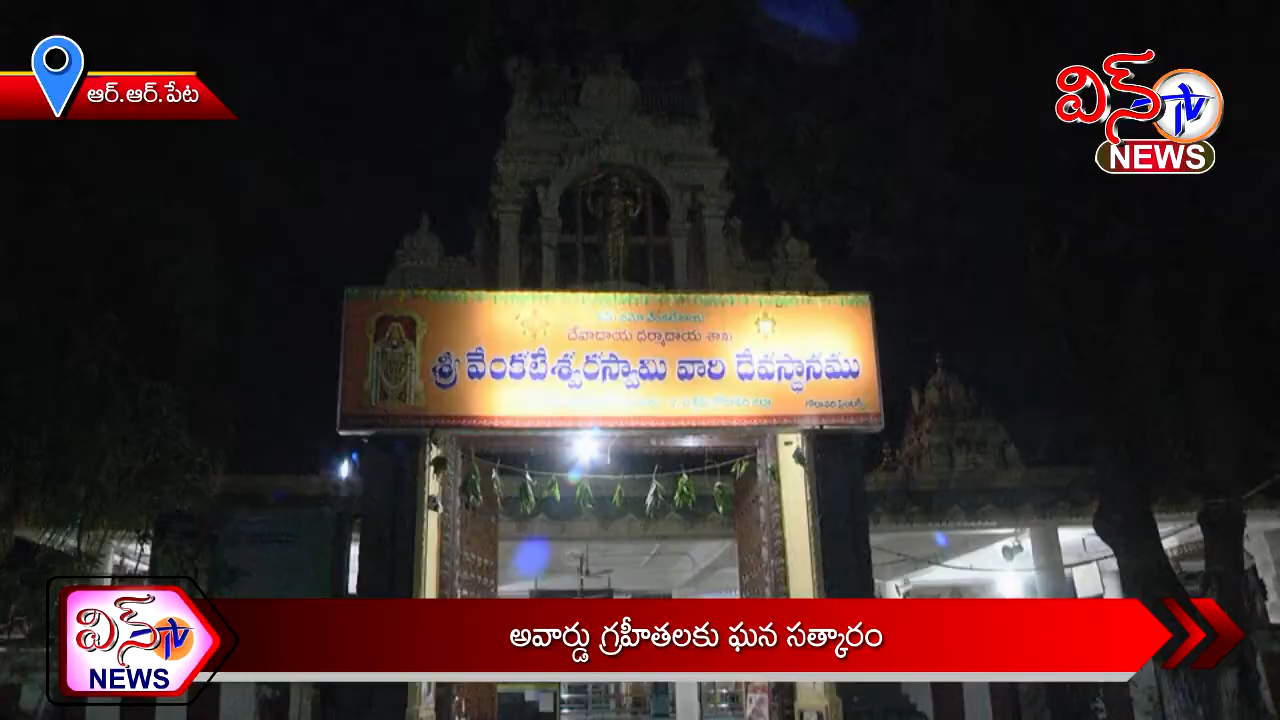 ఆర్.ఆర్.పేట
విన్ tv
NEWS
దేవాదాయ ధర్మాదాయ శాఖ
శ్రీ వేంకటేశ్వరస్వామి వారి దేవస్థానము
విన్ tv
NEWS
అవార్డు గ్రహీతలకు ఘన సత్కారం